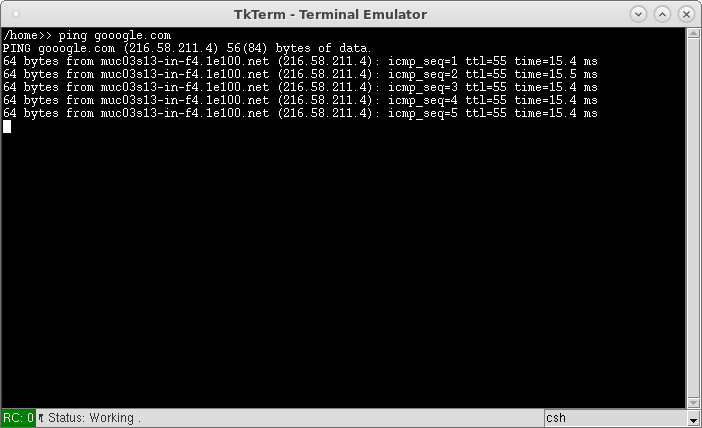 TkTerm - Terminal Emulator
/home>> ping gooogle.com
PING gooogle.com (216.58.211.4) 56(84) bytes of data.
64 bytes from muc03s13-in-f4.1e100.net (216.58.211.4): icmp_seq=1 ttl=55 time=15.4 ms
64 bytes from muc03s13-in-f4.1e100.net (216.58.211.4): icmp_seq=2 ttl=55 time=15.5 ms
64 bytes from muc03s13-in-f4.1e100.net (216.58.211.4): icmp_seq=3 ttl=55 time=15.4 ms
64 bytes from muc03s13-in-f4.1e100.net (216.58.211.4): icmp_seq=4 ttl=55 time=15.4 ms
64 bytes from muc03s13-in-f4.1e100.net (216.58.211.4): icmp_seq=5 ttl=55 time=15.4 ms
RC: 0 Status: Working . csh